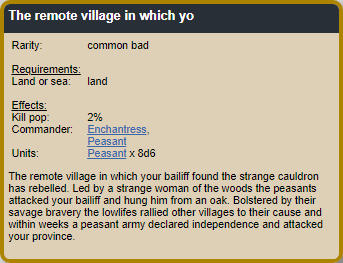 The remote village in which yo
Rarity: common bad
Requirements:
Land or sea: land
Effects:
Kill pop: 2%
Commander: Enchantress,
Peasant
Units: Peasant x 8d6
The remote village in which your bailiff found the strange cauldron
has rebelled. Led by a strange woman of the woods the peasants
attacked your bailiff and hung him from an oak. Bolstered by their
savage bravery the lowlifes rallied other villages to their cause and
within weeks a peasant army declared independence and attacked
your province.